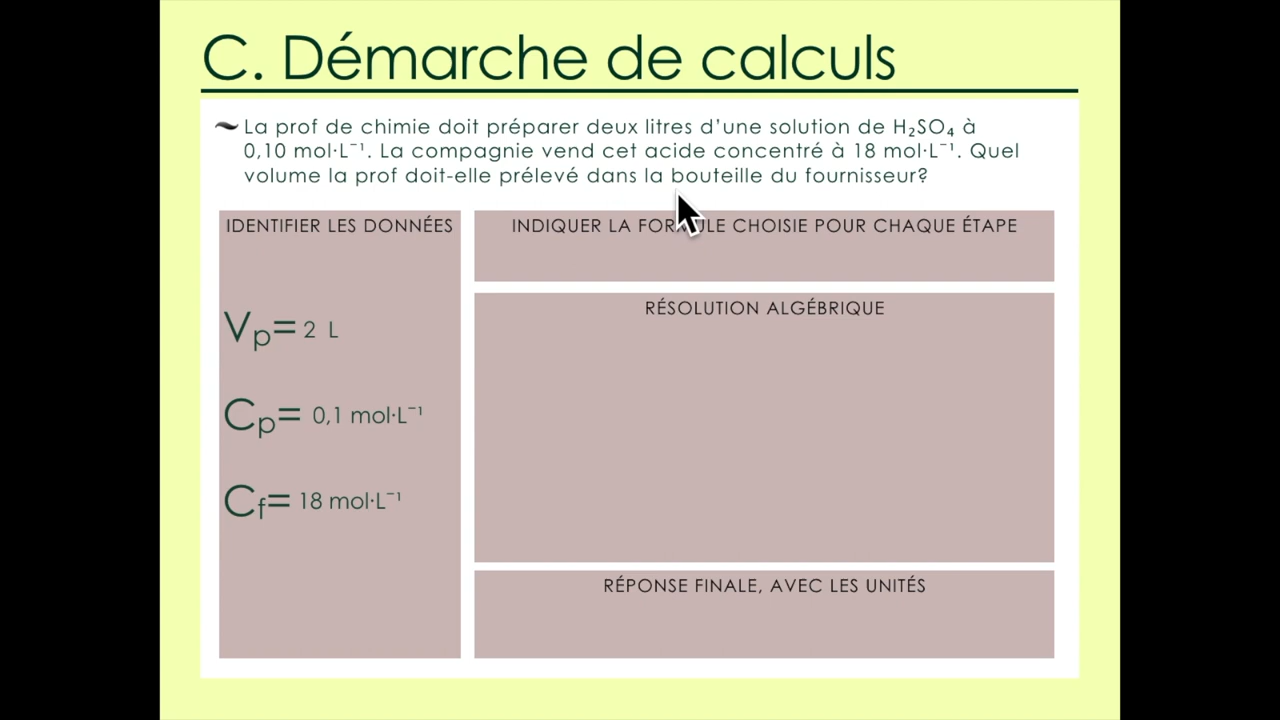 C. Démarche de calculs
La prof de chimie doit préparer deux litres d'une solution de H₂SO₄ à
0,10 mol·L⁻¹. La compagnie vend cet acide concentré à 18 mol·L⁻¹. Quel
volume la prof doit-elle prélevé dans la bouteille du fournisseur?
IDENTIFIER LES DONNÉES
Vp= 2 L
Cp= 0,1 mol·L⁻¹
Cf= 18 mol·L⁻¹
INDIQUER LA FORMULE CHOISIE POUR CHAQUE ÉTAPE
RÉSOLUTION ALGÉBRIQUE
RÉPONSE FINALE, AVEC LES UNITÉS